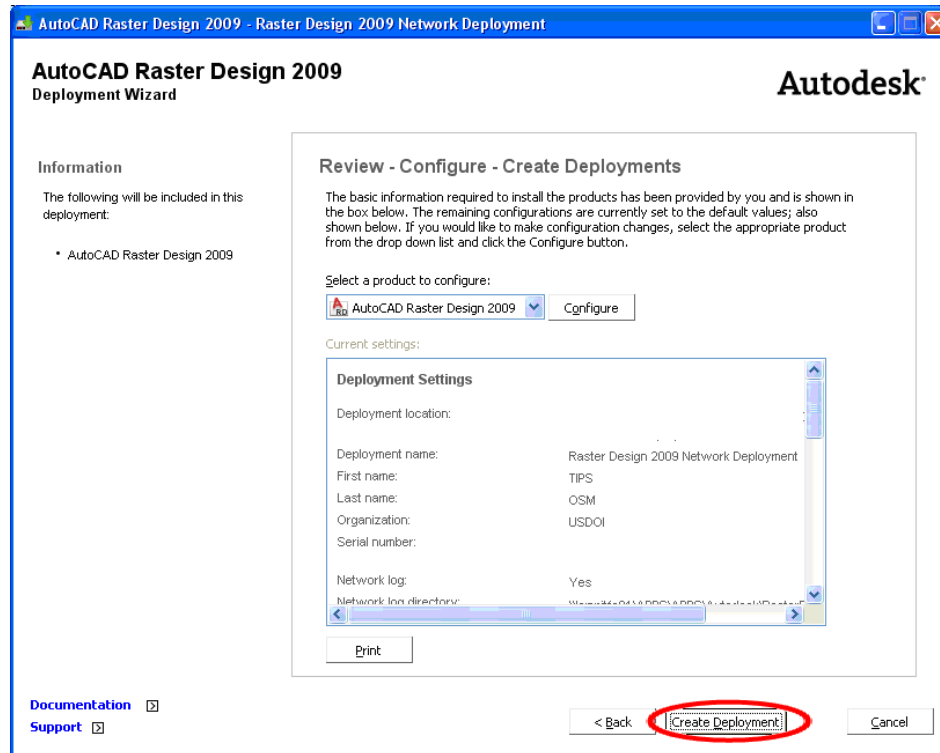 AutoCAD Raster Design 2009 - Raster Design 2009 Network Deployment
AutoCAD Raster Design 2009
Deployment Wizard
Autodesk
Information
The following will be included in this
deployment:
• AutoCAD Raster Design 2009
Review - Configure - Create Deployments
The basic information required to install the products has been provided by you and is shown in
the box below. The remaining configurations are currently set to the default values; also
shown below. If you would like to make configuration changes, select the appropriate product
from the drop down list and click the Configure button.
Select a product to configure:
AutoCAD Raster Design 2009
Configure
Current settings:
Deployment Settings
Deployment location:
Deployment name: Raster Design 2009 Network Deployment
First name: TIPS
Last name: OSM
Organization: USDOI
Serial number:
Network log: Yes
Network log directory:
Print
Documentation
Support
< Back
Create Deployment
Cancel